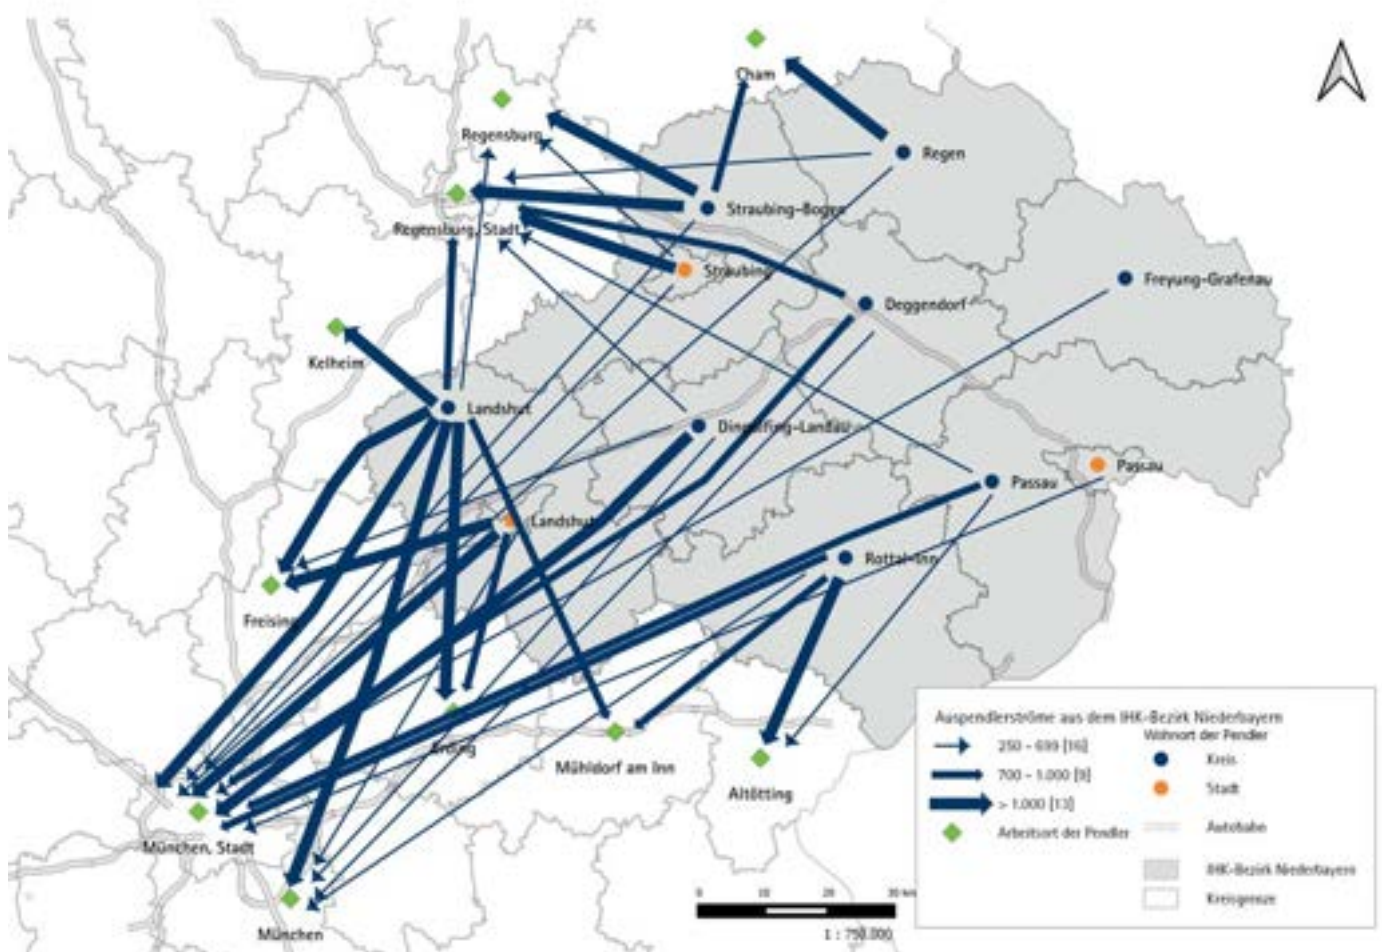 Cham
Regensburg
Regen
Straubing-Bogen
Regensburg, Stadt
Straubing
Freyung-Grafenau
Deggendorf
Kelheim
Landshut
Dingolfing-Landau
Passau
Passau
Landshut
Rottal-Inn
Freising
Erding
Mühldorf am Inn
Altötting
München, Stadt
München
0 10 20 30 km
1 : 750.000
Auspendlerströme aus dem IHK-Bezirk Niederbayern
Wohnort der Pendler
250 - 699 [16]
Kreis
700 - 1.000 [9]
Stadt
> 1.000 [13]
Arbeitsort der Pendler
Autobahn
IHK-Bezirk Niederbayern
Kreisgrenze